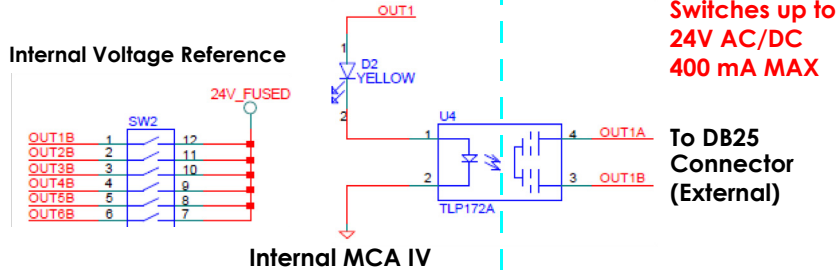 Switches up to
24V AC/DC
400 mA MAX
OUT1
Internal Voltage Reference
1
D2
YELLOW
2
24V_FUSED
SW2
OUT1B 1 12
OUT2B 2 11
OUT3B 3 10
OUT4B 4 9
OUT5B 5 8
OUT6B 6 7
U4
1 4 OUT1A
2 3 OUT1B
TLP172A
To DB25
Connector
(External)
Internal MCA IV